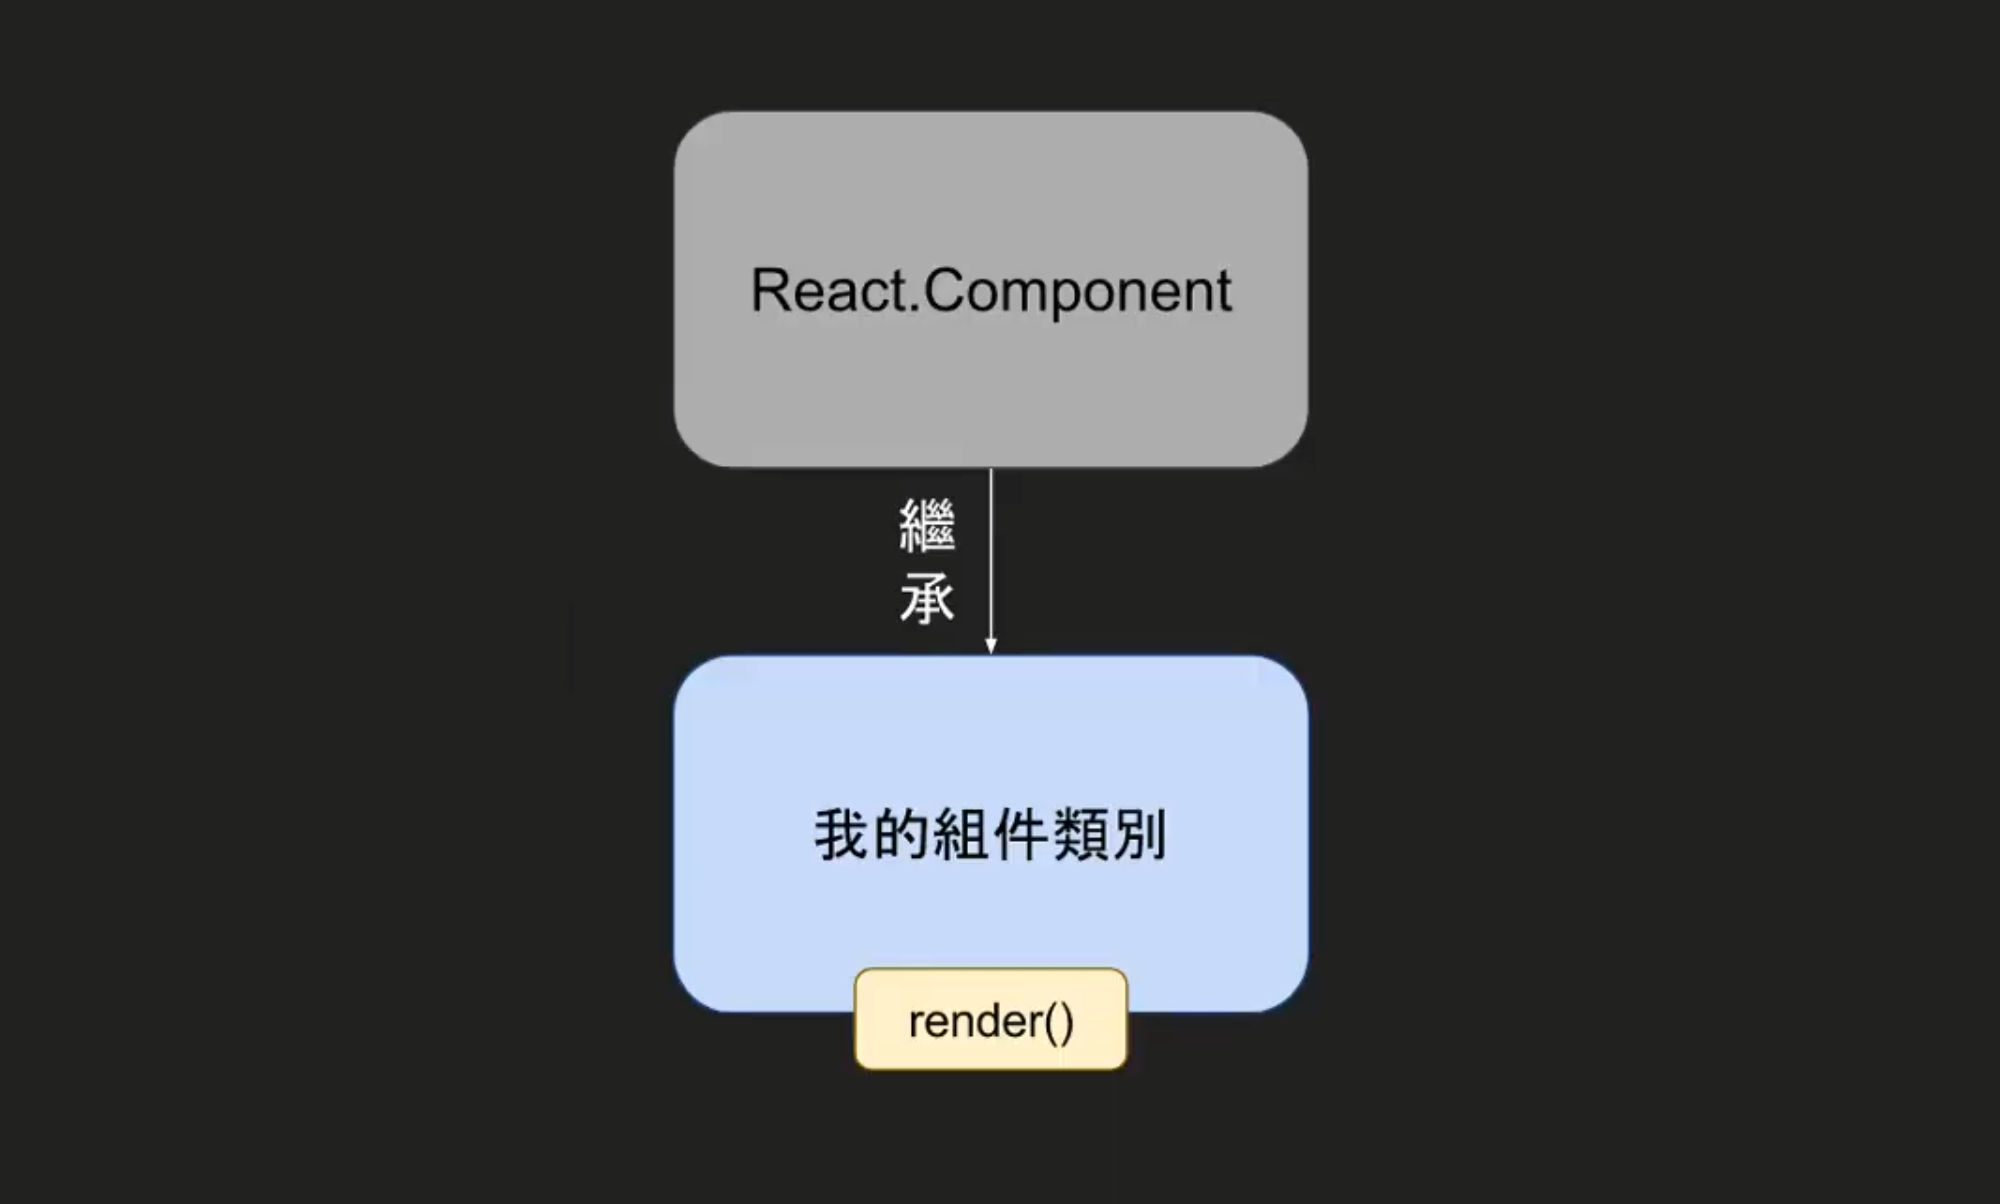 React.Component
繼
承
我的組件類別
render()